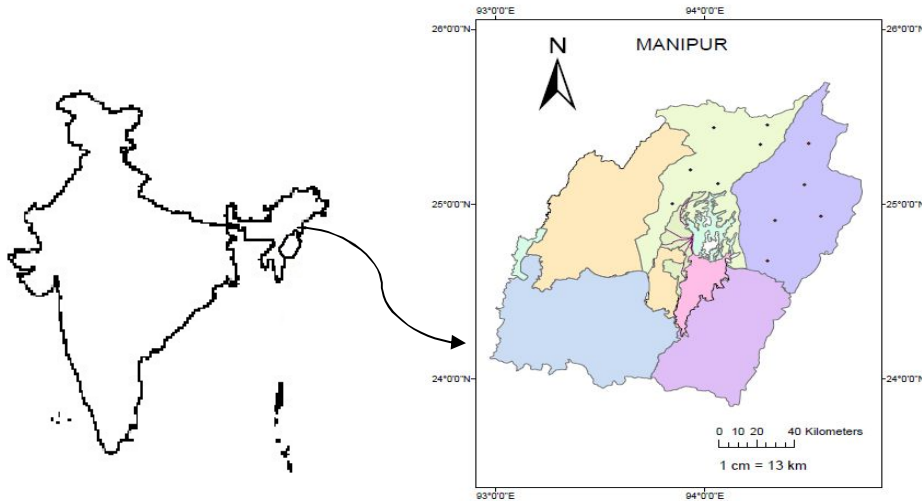 93°0'0"E 94°0'0"E
26°0'0"N 26°0'0"N
MANIPUR
N
25°0'0"N 25°0'0"N
24°0'0"N 24°0'0"N
0 10 20 40 Kilometers
1 cm = 13 km
93°0'0"E 94°0'0"E